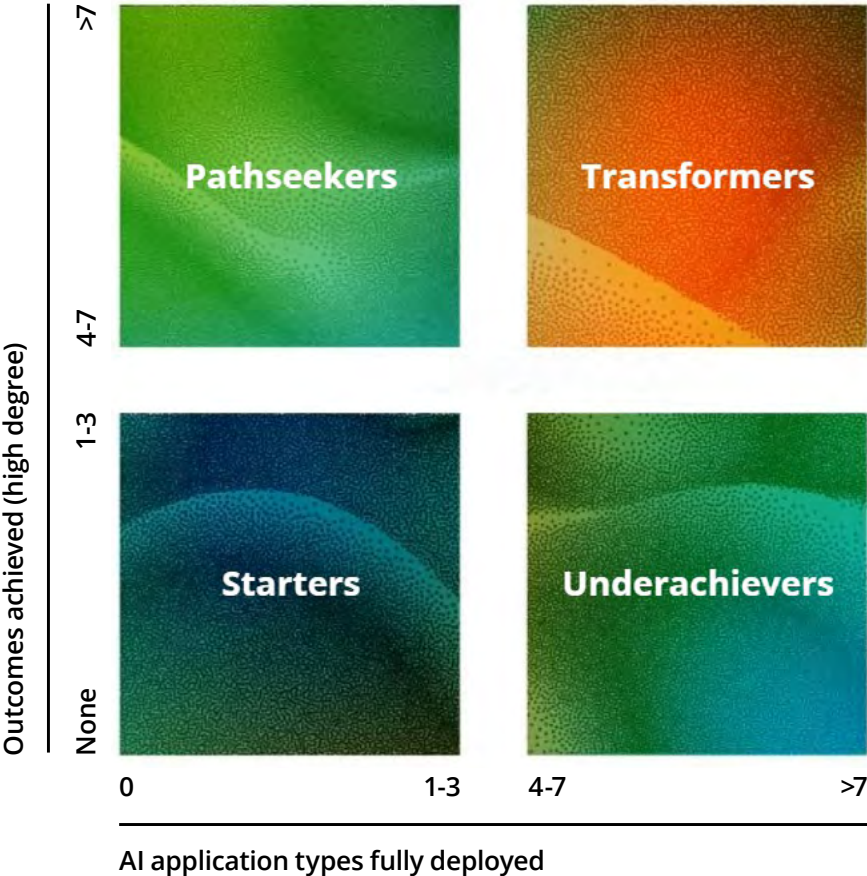 Outcomes achieved (high degree)
>7
4-7
1-3
None
Pathseekers
Transformers
Starters
Underachievers
0
1-3
4-7
>7
AI application types fully deployed